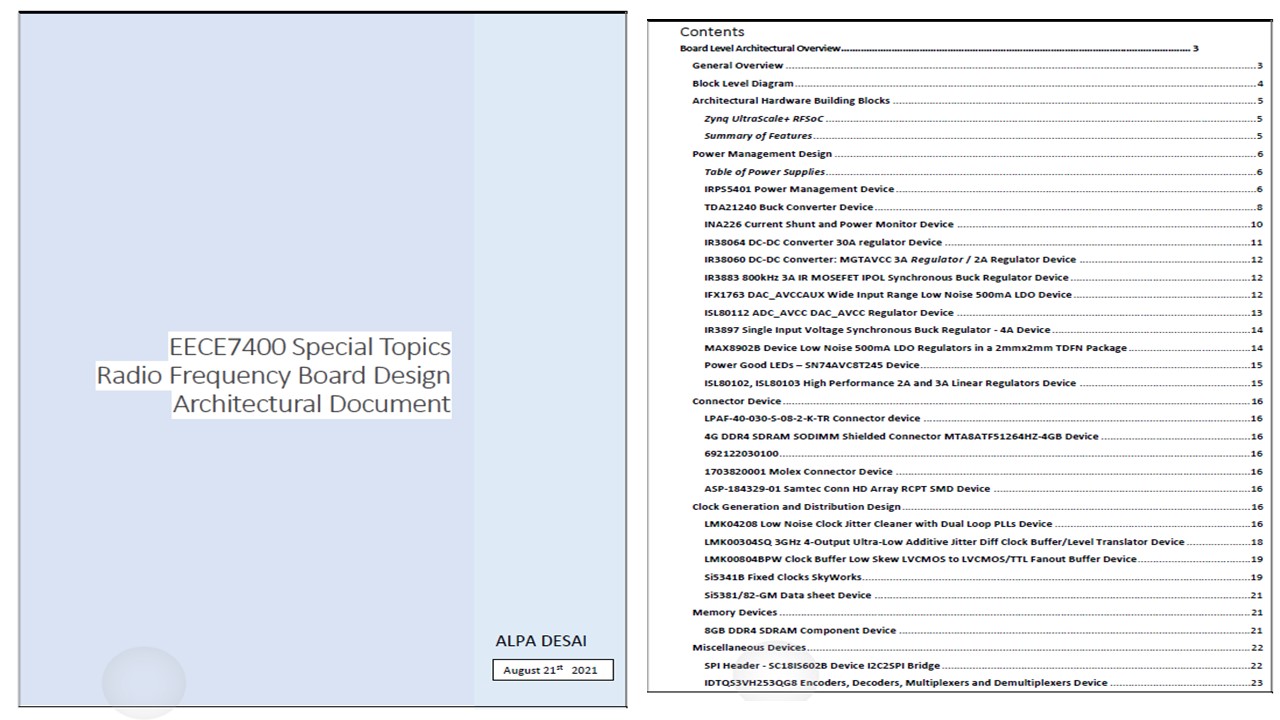 EECE7400 Special Topics
Radio Frequency Board Design
Architectural Document
ALPA DESAI
August 21st 2021
Contents
Board Level Architectural Overview 3
General Overview 3
Block Level Diagram 4
Architectural Hardware Building Blocks 5
Zynq UltraScale+ RFSoC 5
Summary of Features 5
Power Management Design 6
Table of Power Supplies 6
IRPS5401 Power Management Device 6
TDA21240 Buck Converter Device 8
INA226 Current Shunt and Power Monitor Device 10
IR38064 DC-DC Converter 30A regulator Device 11
IR38060 DC-DC Converter: MGTAVCC 3A Regulator / 2A Regulator Device 12
IR3883 800kHz 3A IR MOSEFET IPOL Synchronous Buck Regulator Device 12
IFX1763 DAC_AVCCAUX Wide Input Range Low Noise 500mA LDO Device 12
ISL80112 ADC_AVCC DAC_AVCC Regulator Device 13
IR3897 Single Input Voltage Synchronous Buck Regulator - 4A Device 14
MAX8902B Device Low Noise 500mA LDO Regulators in a 2mmx2mm TDFN Package 14
Power Good LEDs – SN74AVC8T245 Device 15
ISL80102, ISL80103 High Performance 2A and 3A Linear Regulators Device 15
Connector Device 16
LPAF-40-030-S-08-2-K-TR Connector device 16
4G DDR4 SDRAM SODIMM Shielded Connector MTA8ATF51264HZ-4GB Device 16
692122030100 16
1703820001 Molex Connector Device 16
ASP-184329-01 Samtec Conn HD Array RCPT SMD Device 16
Clock Generation and Distribution Design 16
LMK04208 Low Noise Clock Jitter Cleaner with Dual Loop PLLs Device 16
LMK00304SQ 3GHz 4-Output Ultra-Low Additive Jitter Diff Clock Buffer/Level Translator Device 18
LMK00804BPW Clock Buffer Low Skew LVCMOS to LVCMOS/TTL Fanout Buffer Device 19
Si5341B Fixed Clocks SkyWorks 19
Si5381/82-GM Data sheet Device 21
Memory Devices 21
8GB DDR4 SDRAM Component Device 21
Miscellaneous Devices 22
SPI Header - SC18IS602B Device I2C2SPI Bridge 22
IDTQS3VH253QG8 Encoders, Decoders, Multiplexers and Demultiplexers Device 23